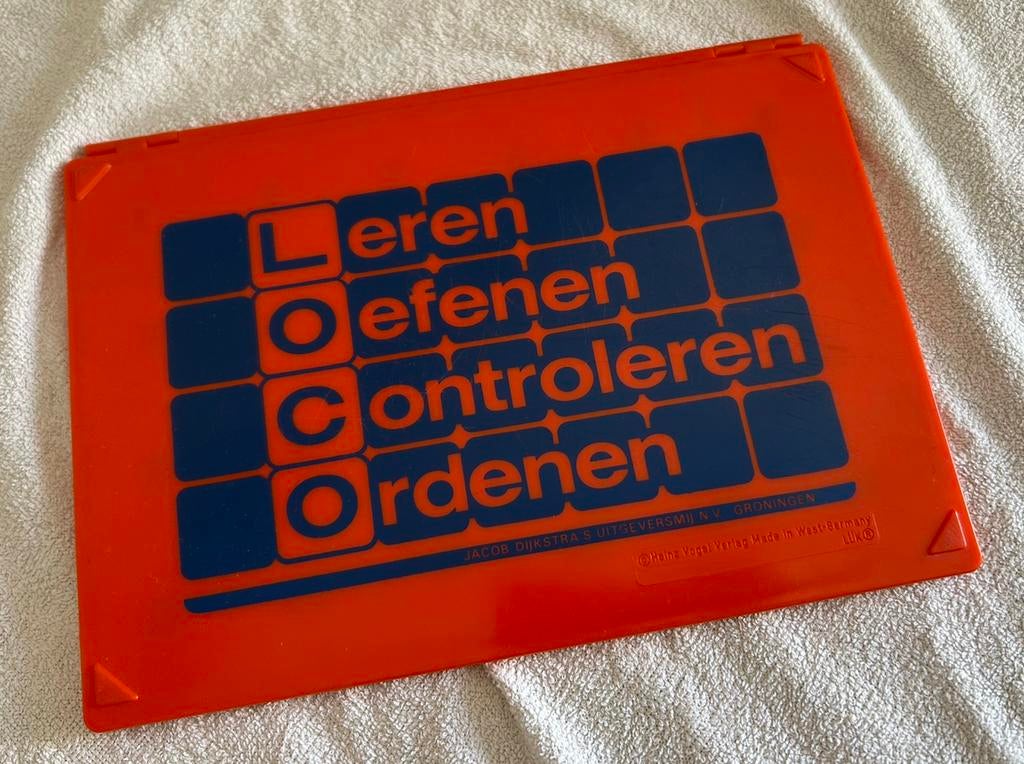 Leren
Oefenen
Controleren
Ordenen
JACOB DIJKSTRA'S UITGEVERSMIJ N.V. GRONINGEN
©Heinz Vogel Verlag Made in West-Germany
LÜK®